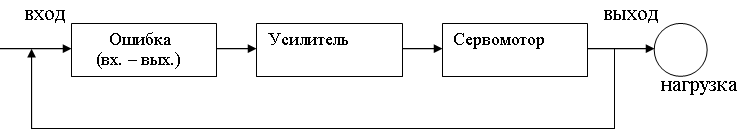 вход
выход
Ошибка
(вх. – вых.)
Усилитель
Сервомотор
нагрузка